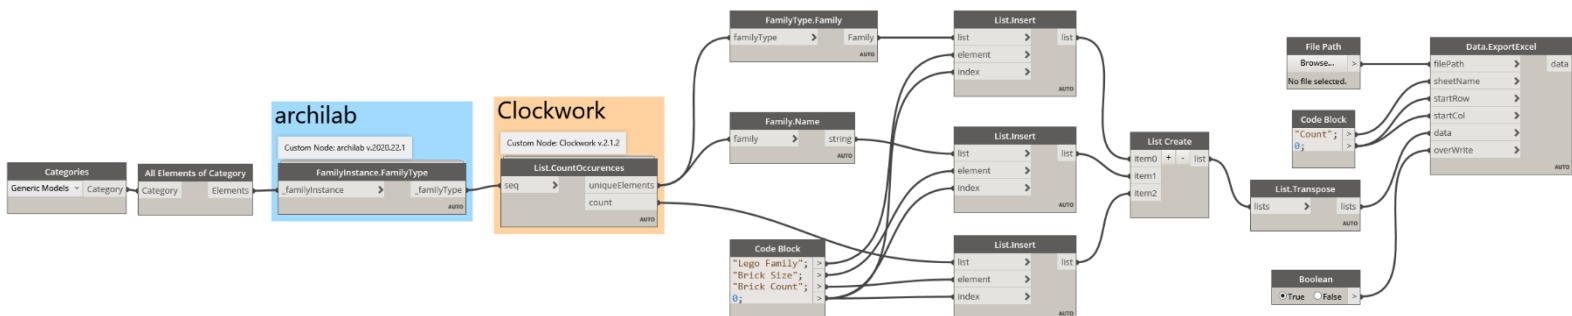 Categories
Generic Models
Category
All Elements of Category
Category
Elements
archilab
Custom Node: archilab v.2020.22.1
FamilyInstance.FamilyType
_familyInstance > _familyType
AUTO
Clockwork
Custom Node: Clockwork v.2.1.2
List.CountOccurences
seq > uniqueElements
count
AUTO
FamilyType.Family
familyType > Family
AUTO
Family.Name
family > string
AUTO
Code Block
"Lego Family"; >
"Brick Size"; >
"Brick Count"; >
0; >
List.Insert
list > list
element >
index >
AUTO
List.Insert
list > list
element >
index >
AUTO
List.Insert
list > list
element >
index >
AUTO
List Create
item0 + - list
item1
item2
AUTO
List.Transpose
lists > lists
AUTO
File Path
Browse... >
No file selected.
Code Block
"Count"; >
0; >
Boolean
True False >
AUTO
Data.ExportExcel
filePath > data
sheetName >
startRow >
startCol >
data >
overWrite >
AUTO